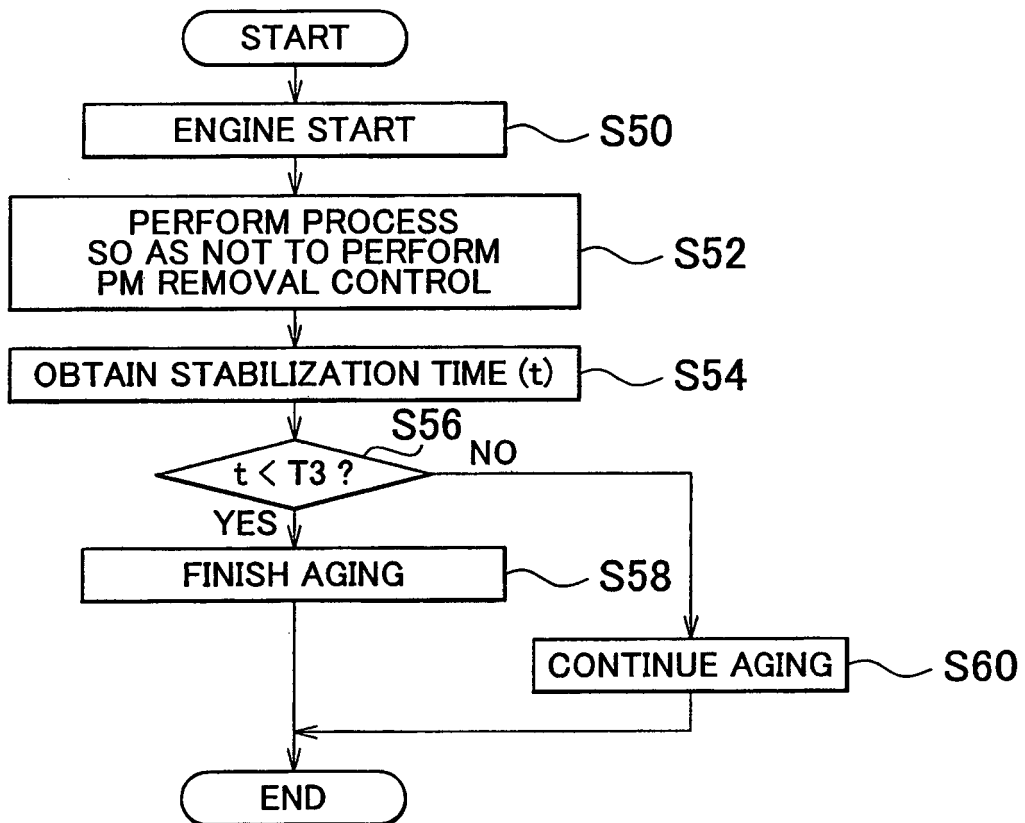 START
ENGINE START
S50
PERFORM PROCESS
SO AS NOT TO PERFORM
PM REMOVAL CONTROL
S52
OBTAIN STABILIZATION TIME (t)
S54
S56
t < T3 ?
NO
YES
FINISH AGING
S58
CONTINUE AGING
S60
END